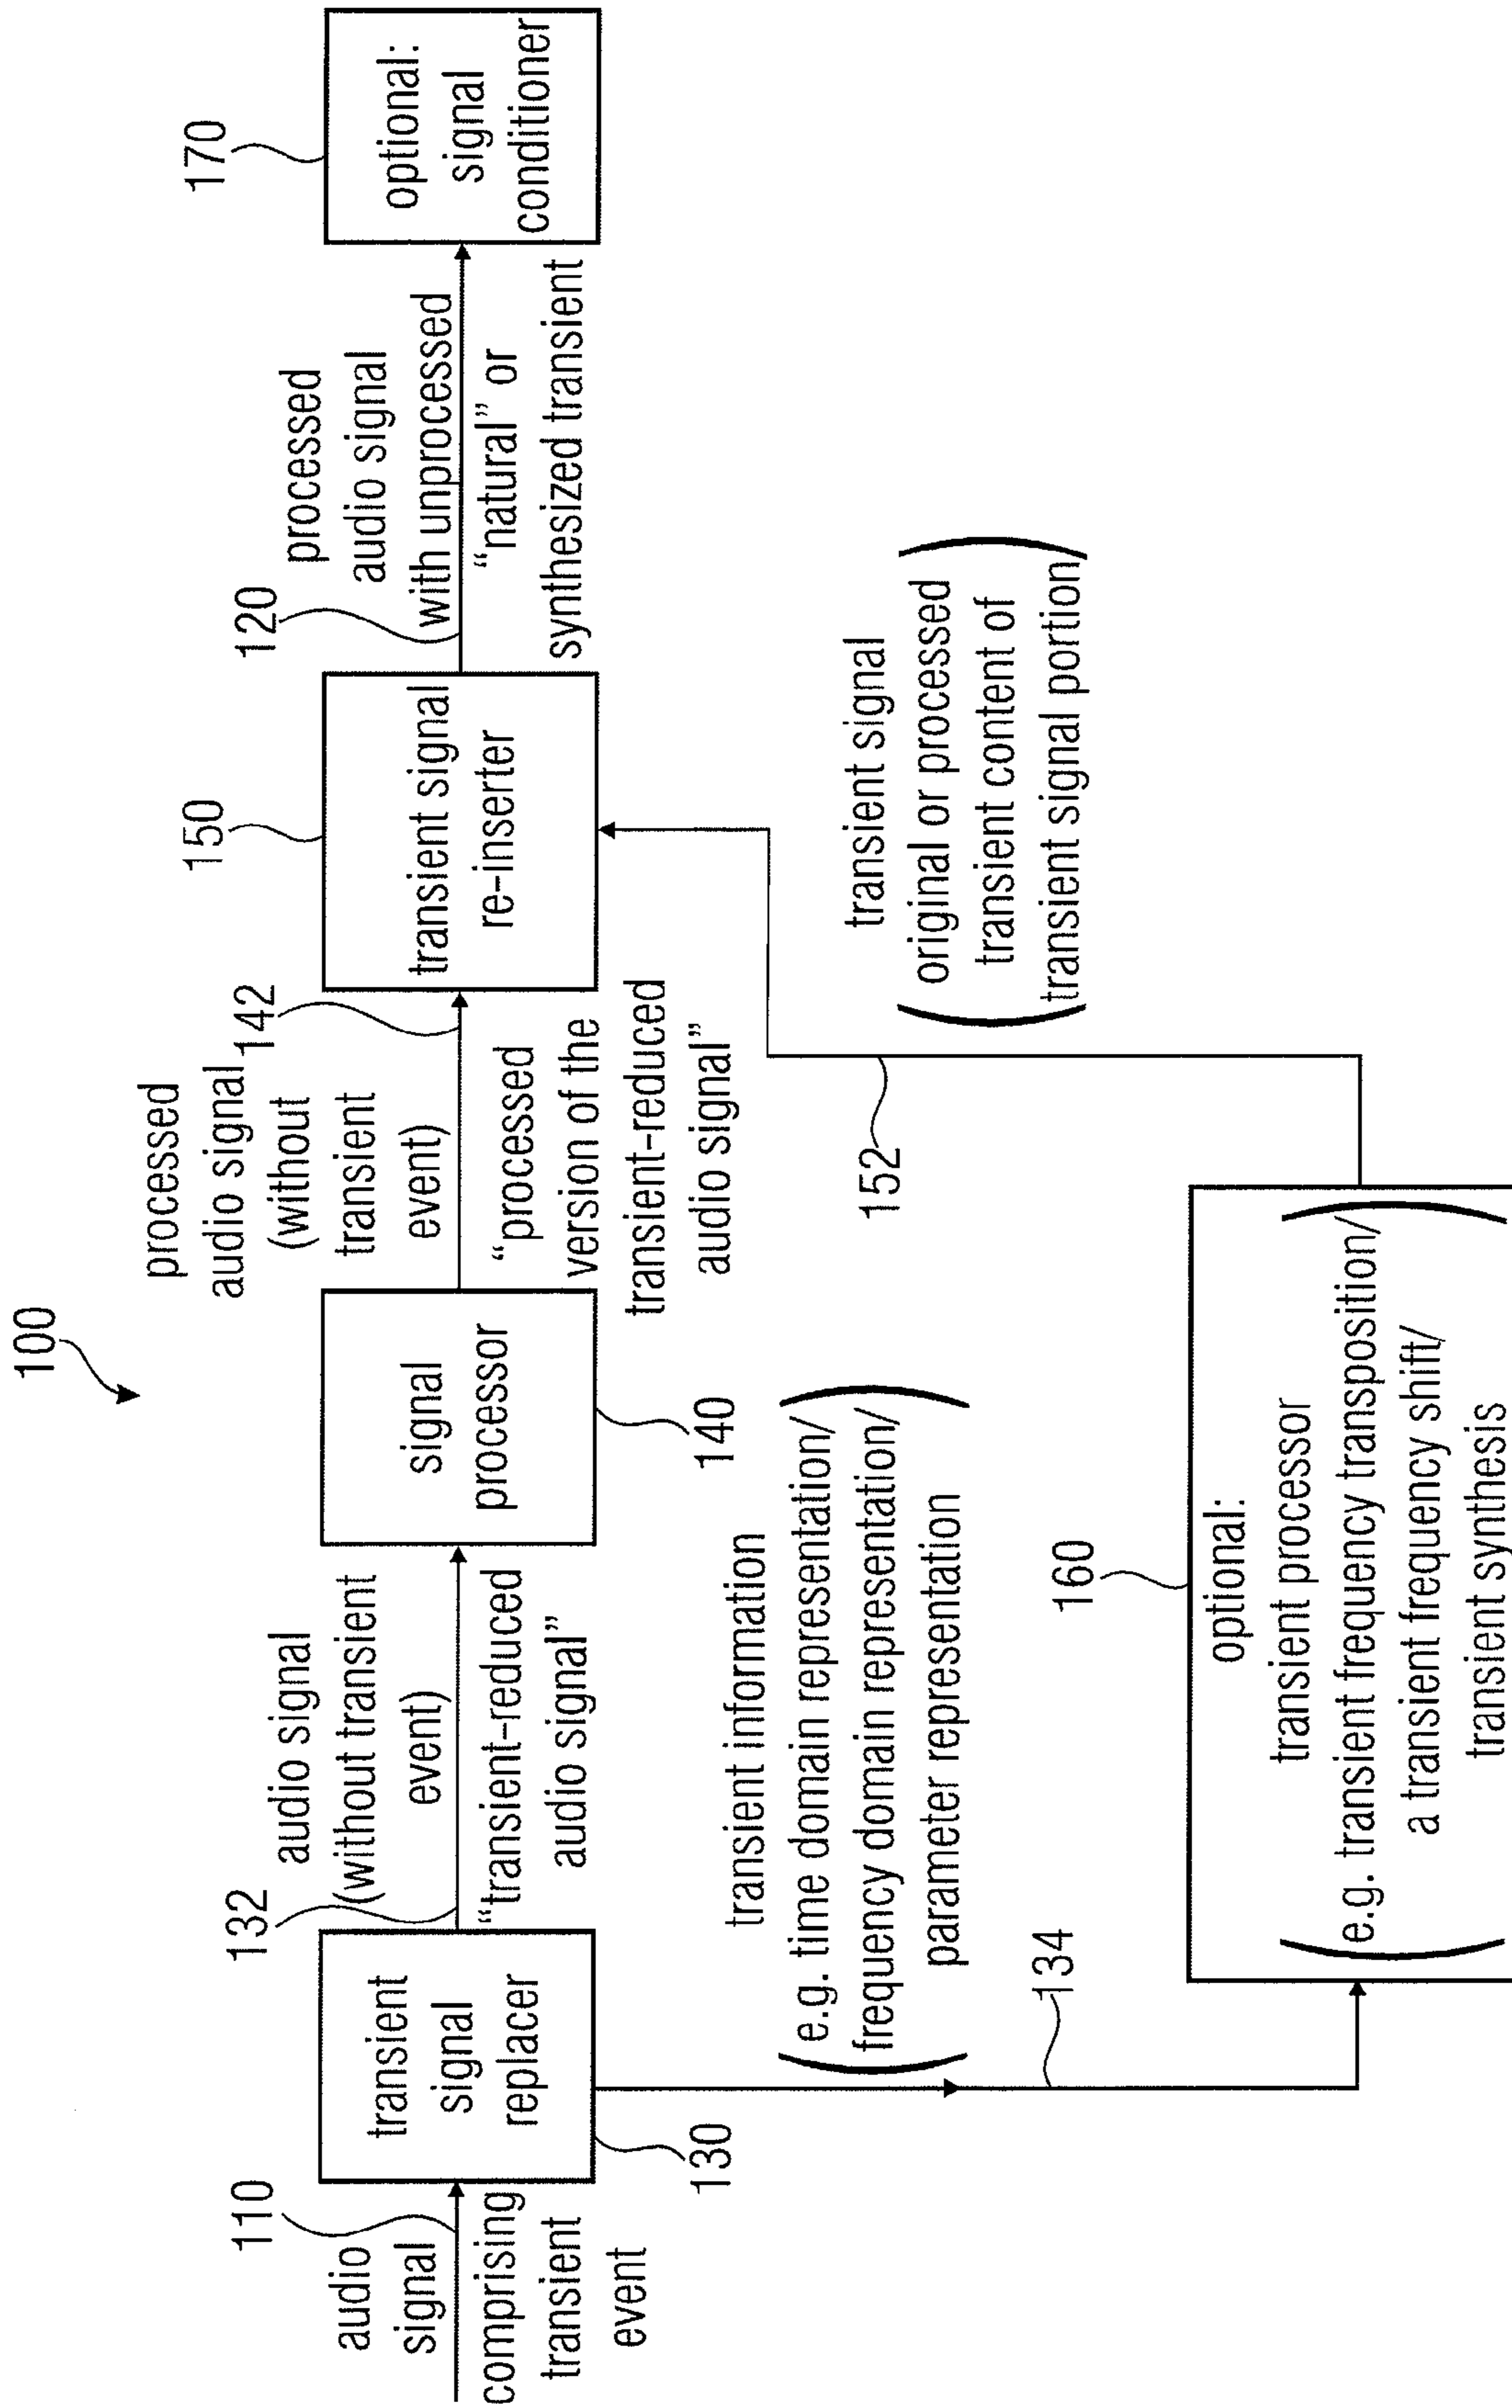 100
110
audio
signal
comprising
transient
event
transient
signal
replacer
130
132
audio signal
(without transient
event)
“transient-reduced
audio signal”
signal
processor
140
processed
audio signal
(without
transient
event)
142
“processed
version of the
transient-reduced
audio signal”
150
transient signal
re-inserter
120
processed
audio signal
(with unprocessed
“natural” or
synthesized transient
170
optional:
signal
conditioner
transient information
(e.g. time domain representation/
frequency domain representation/
parameter representation)
134
160
optional:
transient processor
(e.g. transient frequency transposition/
a transient frequency shift/
transient synthesis)
152
transient signal
(original or processed
transient content of
transient signal portion)